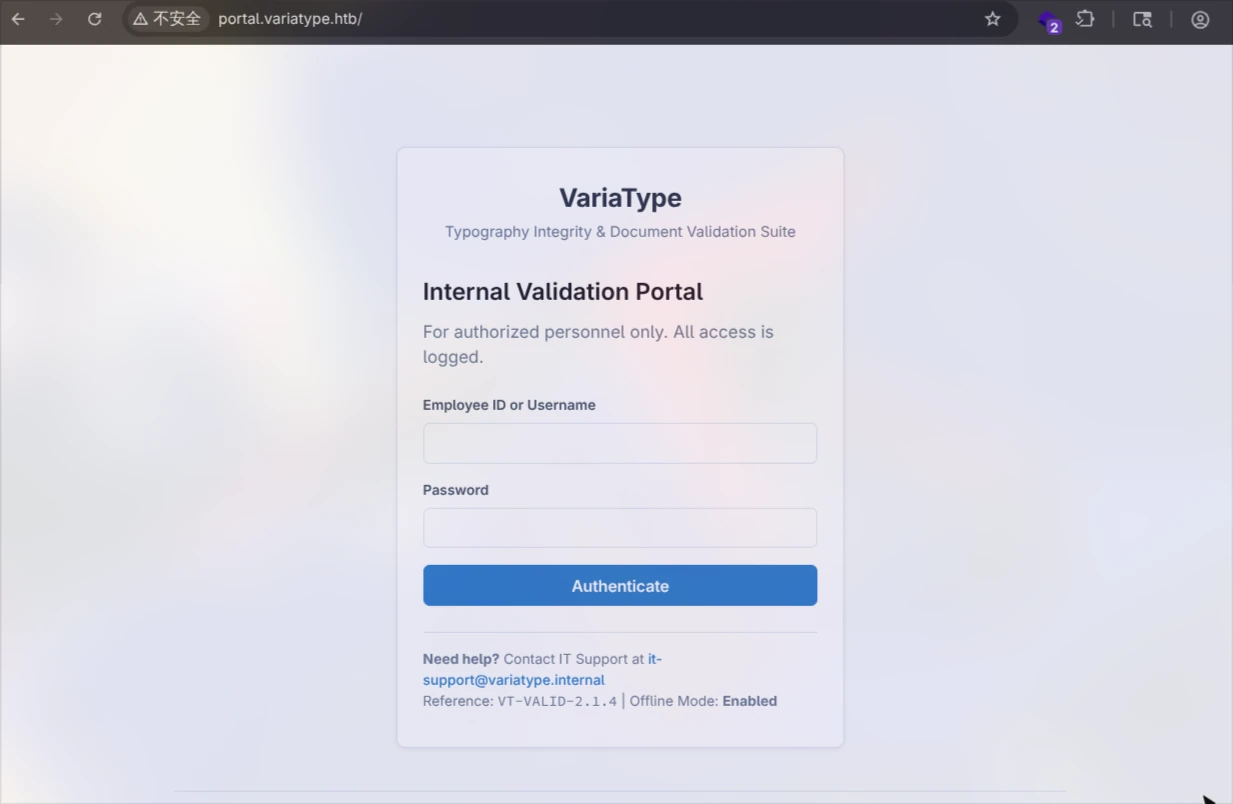 不安全 portal.variatype.htb/
2
VariaType
Typography Integrity & Document Validation Suite
Internal Validation Portal
For authorized personnel only. All access is
logged.
Employee ID or Username
Password
Authenticate
Need help? Contact IT Support at it-
support@variatype.internal
Reference: VT-VALID-2.1.4 | Offline Mode: Enabled